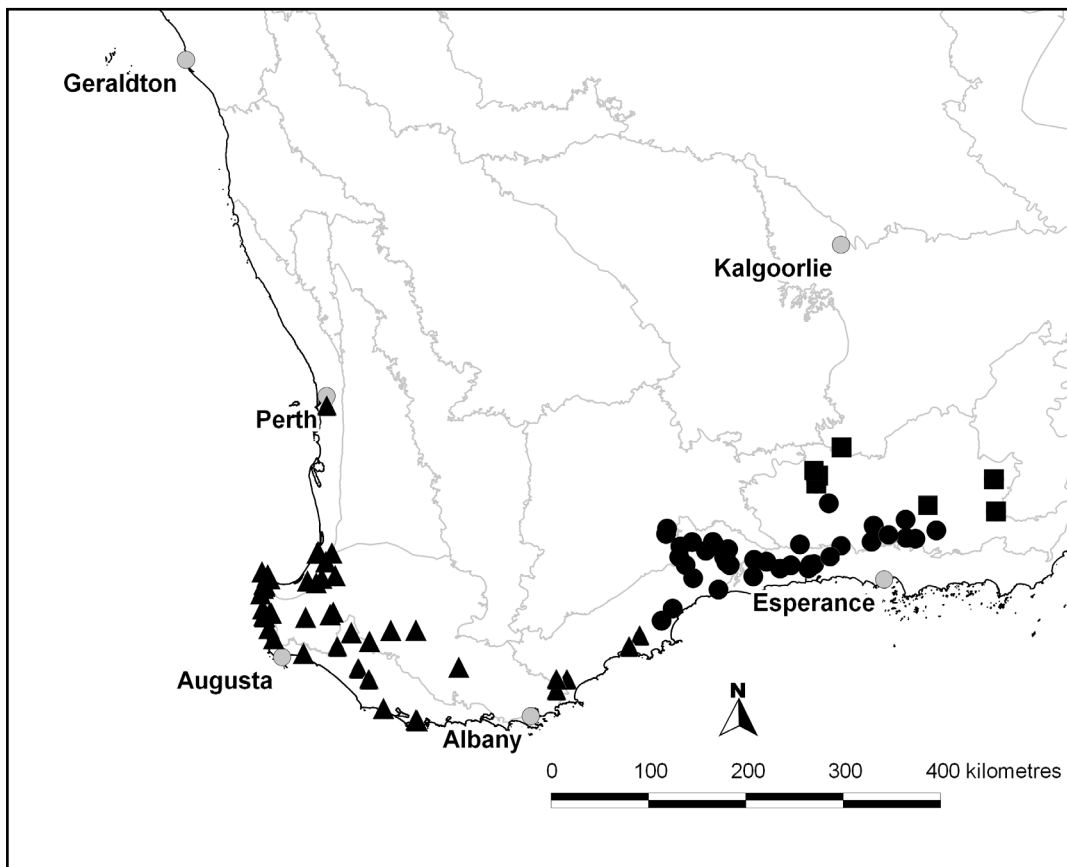 Geraldton
Kalgoorlie
Perth
Esperance
Augusta
Albany
N
0 100 200 300 400 kilometres